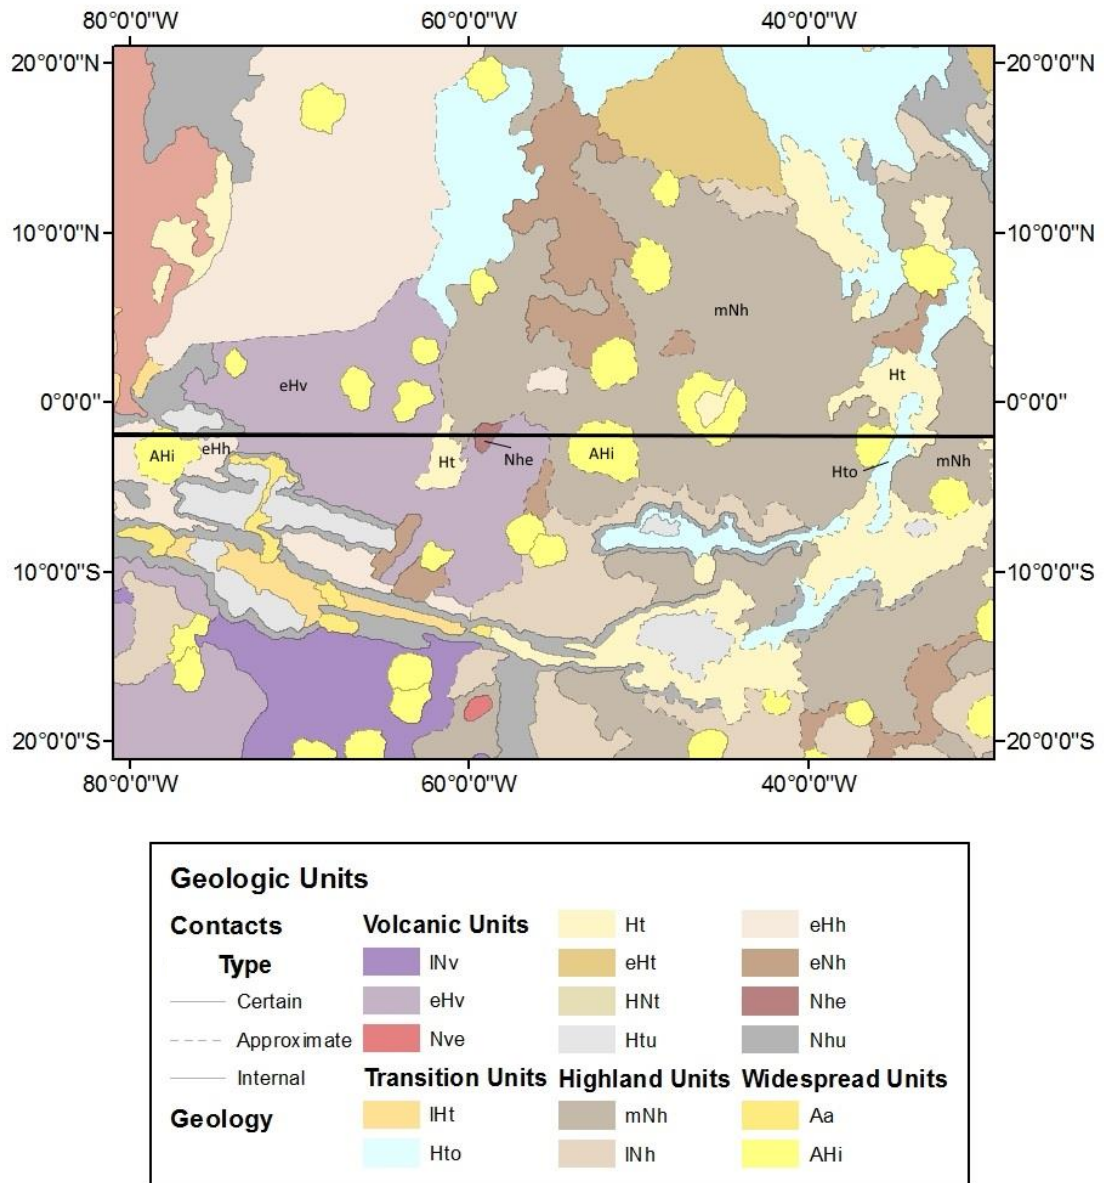 80°0'0"W 60°0'0"W 40°0'0"W
20°0'0"N 20°0'0"N
10°0'0"N 10°0'0"N
mNh
Ht
eHv
0°0'0" 0°0'0"
eHh
AHi Ht Nhe AHi Hto mNh
10°0'0"S 10°0'0"S
20°0'0"S 20°0'0"S
80°0'0"W 60°0'0"W 40°0'0"W
Geologic Units
Contacts
Type
Certain
Approximate
Internal
Geology
Volcanic Units
lNv
eHv
Nve
Transition Units
lHt
Hto
Ht
eHt
HNt
Htu
Highland Units
mNh
lNh
eHh
eNh
Nhe
Nhu
Widespread Units
Aa
AHi